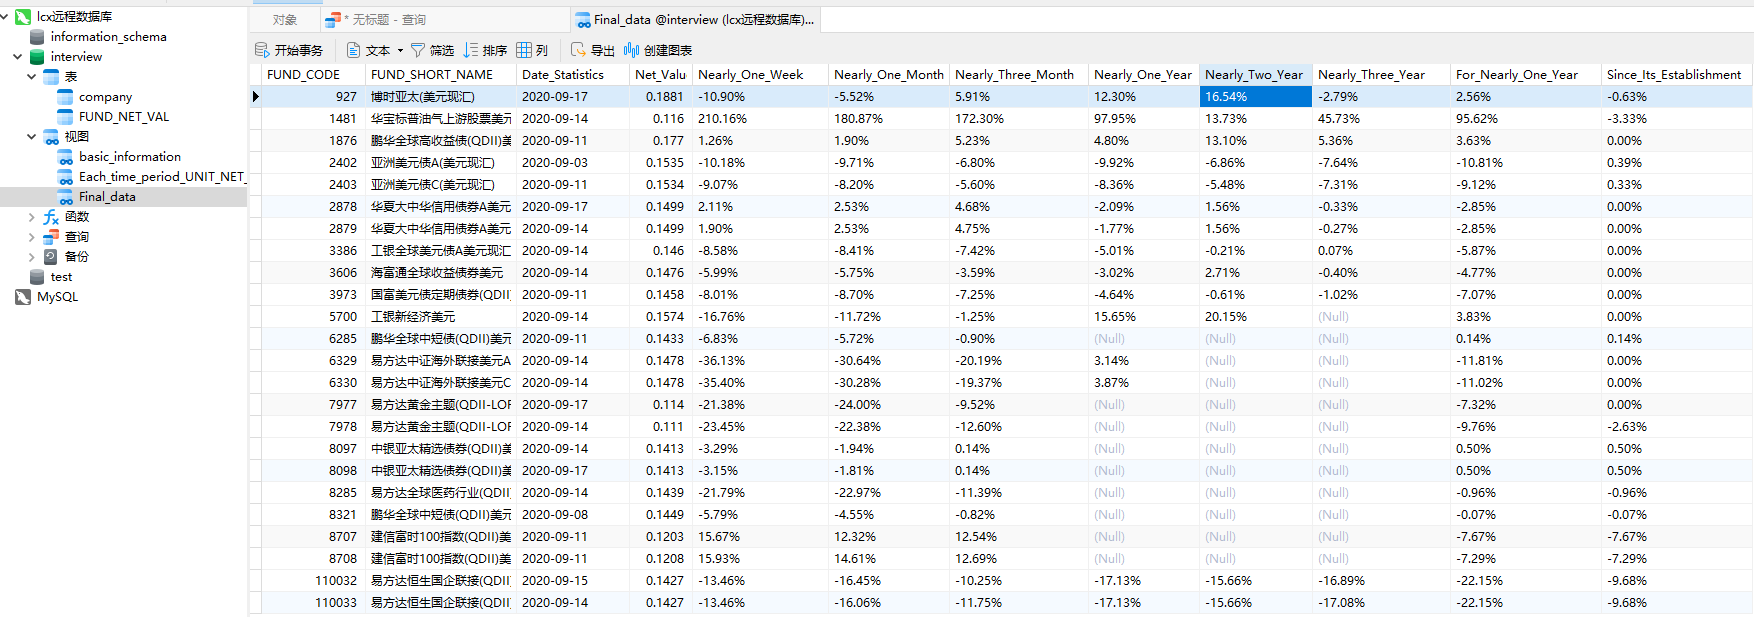 lcx远程数据库
information_schema
interview
表
company
FUND_NET_VAL
视图
basic_information
Each_time_period_UNIT_NET_
Final_data
函数
查询
备份
test
MySQL
对象 * 无标题 - 查询 Final_data @interview (lcx远程数据库)...
开始事务 文本 筛选 排序 列 导出 创建图表
FUND_CODE FUND_SHORT_NAME Date_Statistics Net_Valu Nearly_One_Week Nearly_One_Month Nearly_Three_Month Nearly_One_Year Nearly_Two_Year Nearly_Three_Year For_Nearly_One_Year Since_Its_Establishment
927 博时亚太(美元现汇) 2020-09-17 0.1881 -10.90% -5.52% 5.91% 12.30% 16.54% -2.79% 2.56% -0.63%
1481 华宝标普油气上游股票美元 2020-09-14 0.116 210.16% 180.87% 172.30% 97.95% 13.73% 45.73% 95.62% -3.33%
1876 鹏华全球高收益债(QDII)美 2020-09-11 0.177 1.26% 1.90% 5.23% 4.80% 13.10% 5.36% 3.63% 0.00%
2402 亚洲美元债A(美元现汇) 2020-09-03 0.1535 -10.18% -9.71% -6.80% -9.92% -6.86% -7.64% -10.81% 0.39%
2403 亚洲美元债C(美元现汇) 2020-09-11 0.1534 -9.07% -8.20% -5.60% -8.36% -5.48% -7.31% -9.12% 0.33%
2878 华夏大中华信用债券A美元 2020-09-17 0.1499 2.11% 2.53% 4.68% -2.09% 1.56% -0.33% -2.85% 0.00%
2879 华夏大中华信用债券A美元 2020-09-14 0.1499 1.90% 2.53% 4.75% -1.77% 1.56% -0.27% -2.85% 0.00%
3386 工银全球美元债A美元现汇 2020-09-14 0.146 -8.58% -8.41% -7.42% -5.01% -0.21% 0.07% -5.87% 0.00%
3606 海富通全球收益债券美元 2020-09-14 0.1476 -5.99% -5.75% -3.59% -3.02% 2.71% -0.40% -4.77% 0.00%
3973 国富美元债定期债券(QDII) 2020-09-11 0.1458 -8.01% -8.70% -7.25% -4.64% -0.61% -1.02% -7.07% 0.00%
5700 工银新经济美元 2020-09-14 0.1574 -16.76% -11.72% -1.25% 15.65% 20.15% (Null) 3.83% 0.00%
6285 鹏华全球中短债(QDII)美元 2020-09-11 0.1433 -6.83% -5.72% -0.90% (Null) (Null) (Null) 0.14% 0.14%
6329 易方达中证海外联接美元A 2020-09-14 0.1478 -36.13% -30.64% -20.19% 3.14% (Null) (Null) -11.81% 0.00%
6330 易方达中证海外联接美元C 2020-09-14 0.1478 -35.40% -30.28% -19.37% 3.87% (Null) (Null) -11.02% 0.00%
7977 易方达黄金主题(QDII-LOF 2020-09-17 0.114 -21.38% -24.00% -9.52% (Null) (Null) (Null) -7.32% 0.00%
7978 易方达黄金主题(QDII-LOF 2020-09-14 0.111 -23.45% -22.38% -12.60% (Null) (Null) (Null) -9.76% -2.63%
8097 中银亚太精选债券(QDII)美 2020-09-14 0.1413 -3.29% -1.94% 0.14% (Null) (Null) (Null) 0.50% 0.50%
8098 中银亚太精选债券(QDII)美 2020-09-17 0.1413 -3.15% -1.81% 0.14% (Null) (Null) (Null) 0.50% 0.50%
8285 易方达全球医药行业(QDII) 2020-09-14 0.1439 -21.79% -22.97% -11.39% (Null) (Null) (Null) -0.96% -0.96%
8321 鹏华全球中短债(QDII)美元 2020-09-08 0.1449 -5.79% -4.55% -0.82% (Null) (Null) (Null) -0.07% -0.07%
8707 建信富时100指数(QDII)美 2020-09-11 0.1203 15.67% 12.32% 12.54% (Null) (Null) (Null) -7.67% -7.67%
8708 建信富时100指数(QDII)美 2020-09-11 0.1208 15.93% 14.61% 12.69% (Null) (Null) (Null) -7.29% -7.29%
110032 易方达恒生国企联接(QDII) 2020-09-15 0.1427 -13.46% -16.45% -10.25% -17.13% -15.66% -16.89% -22.15% -9.68%
110033 易方达恒生国企联接(QDII) 2020-09-14 0.1427 -13.46% -16.06% -11.75% -17.13% -15.66% -17.08% -22.15% -9.68%